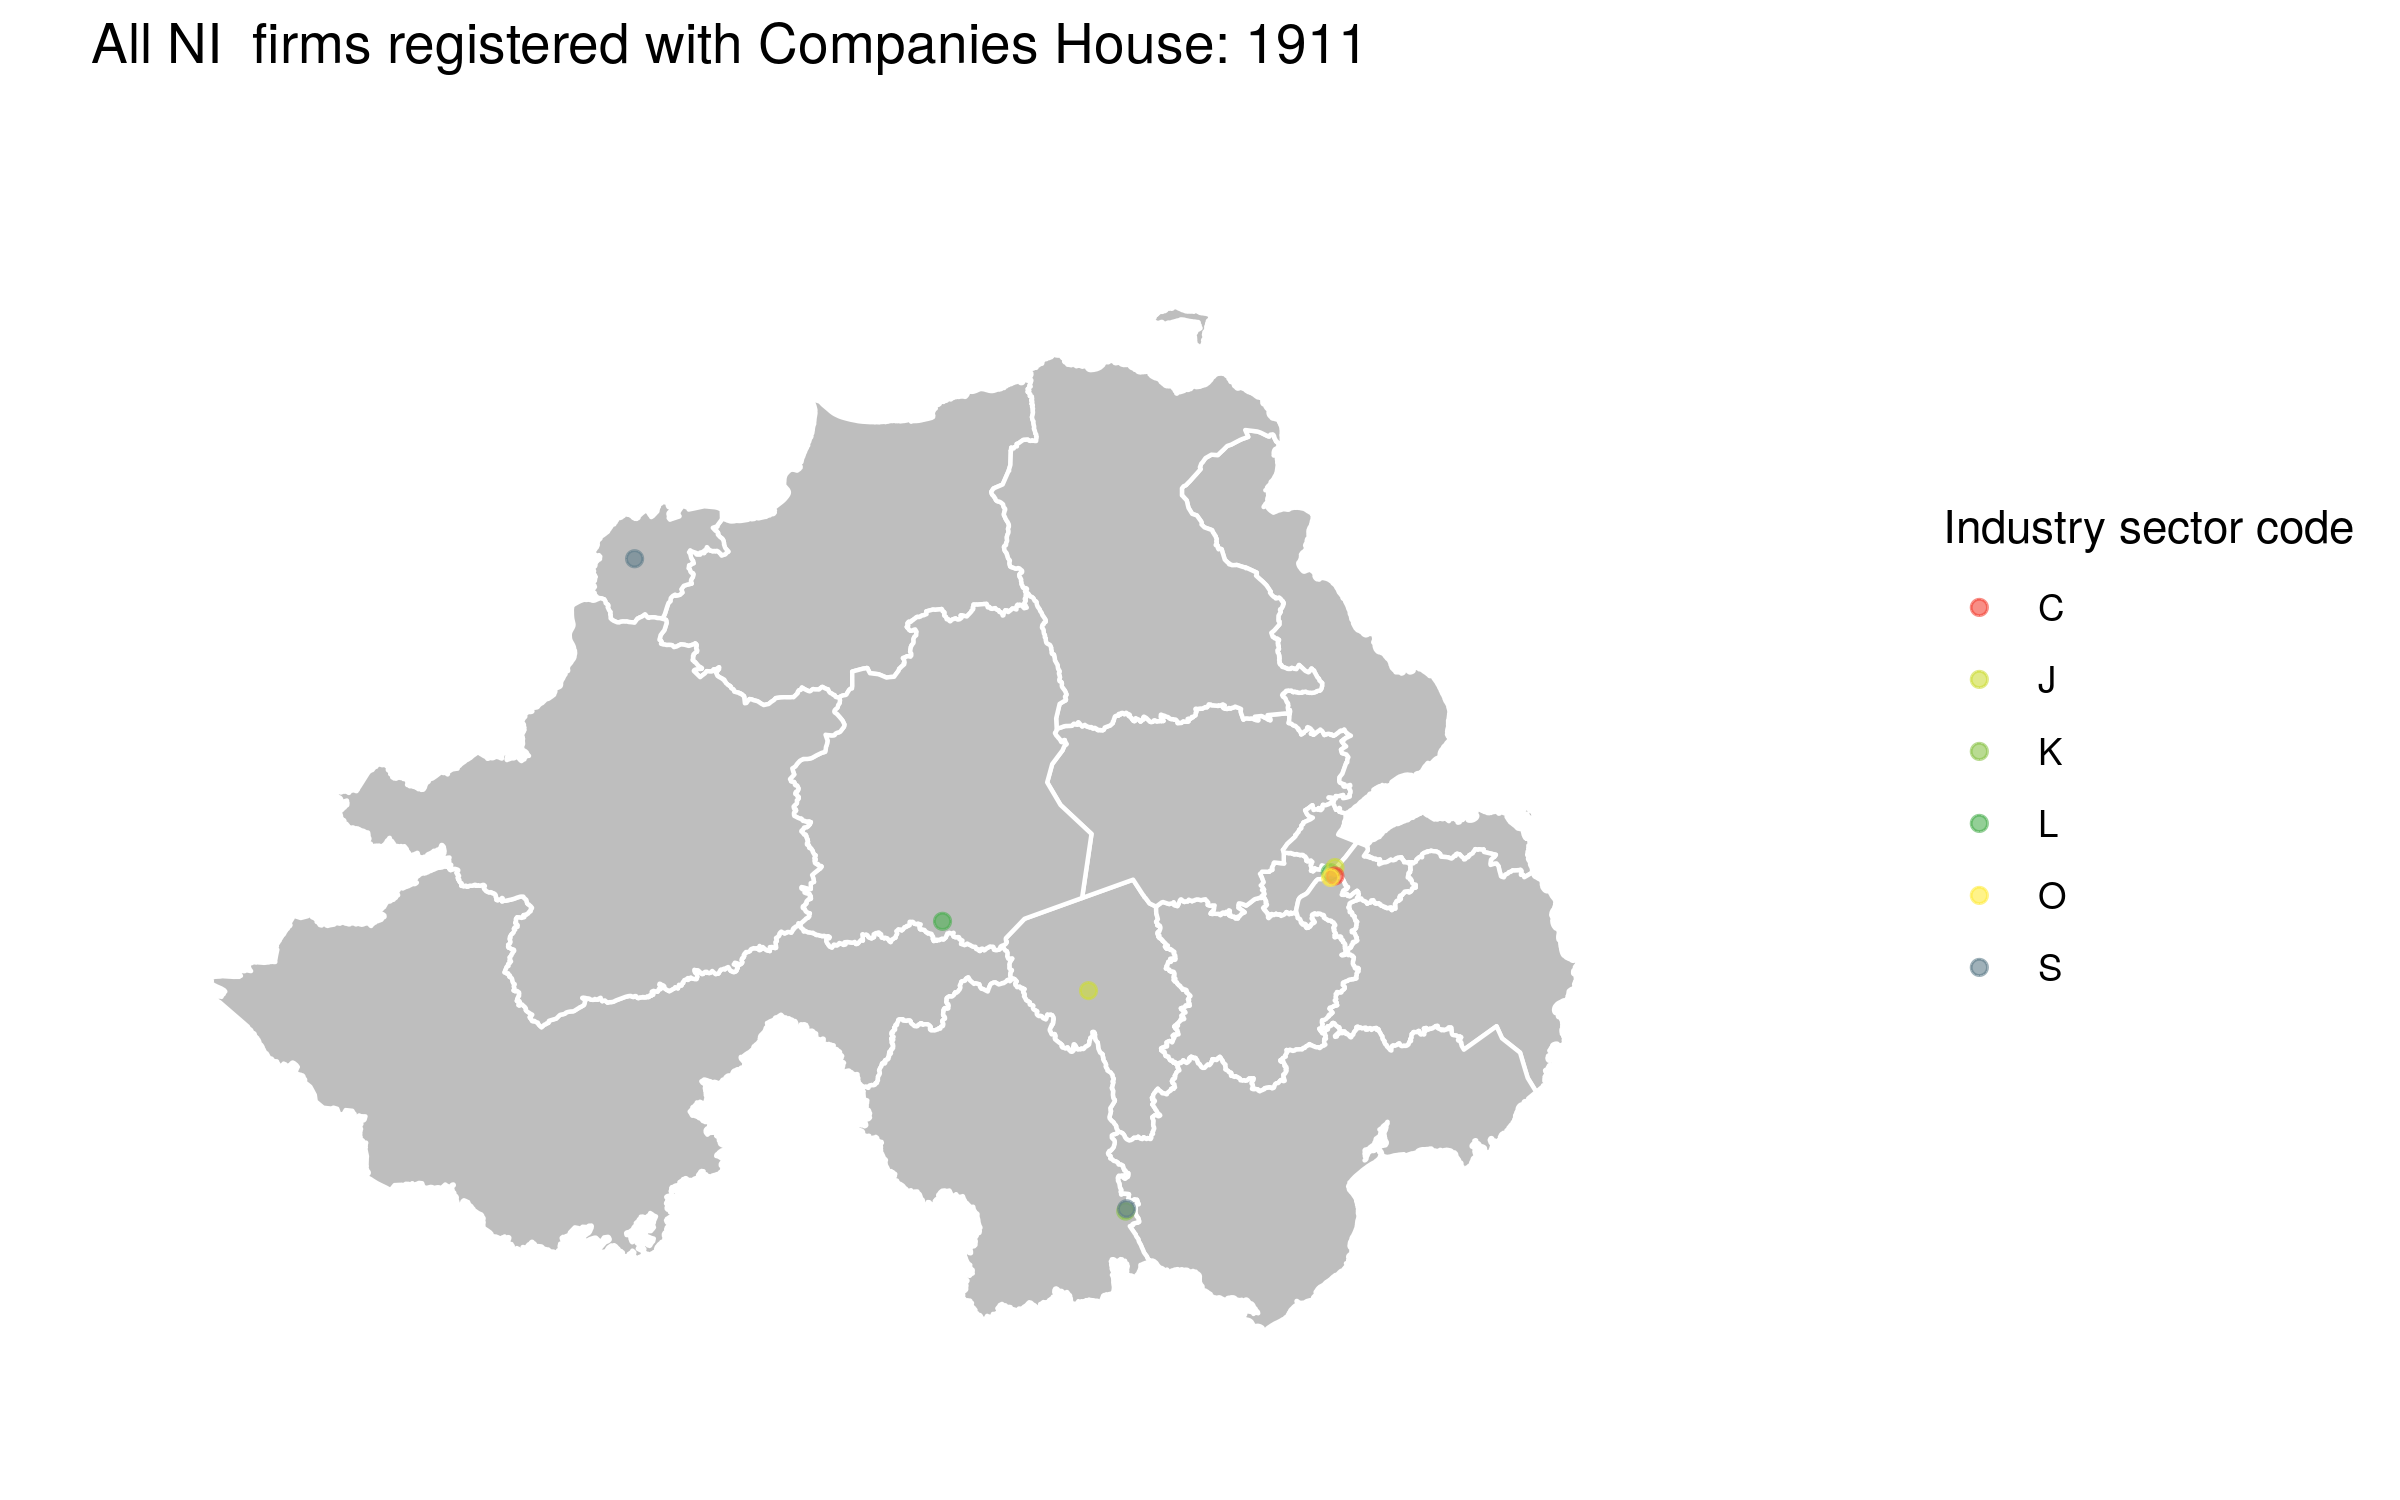 All NI  firms registered with Companies House: 1911
Industry sector code
C
J
K
L
O
S